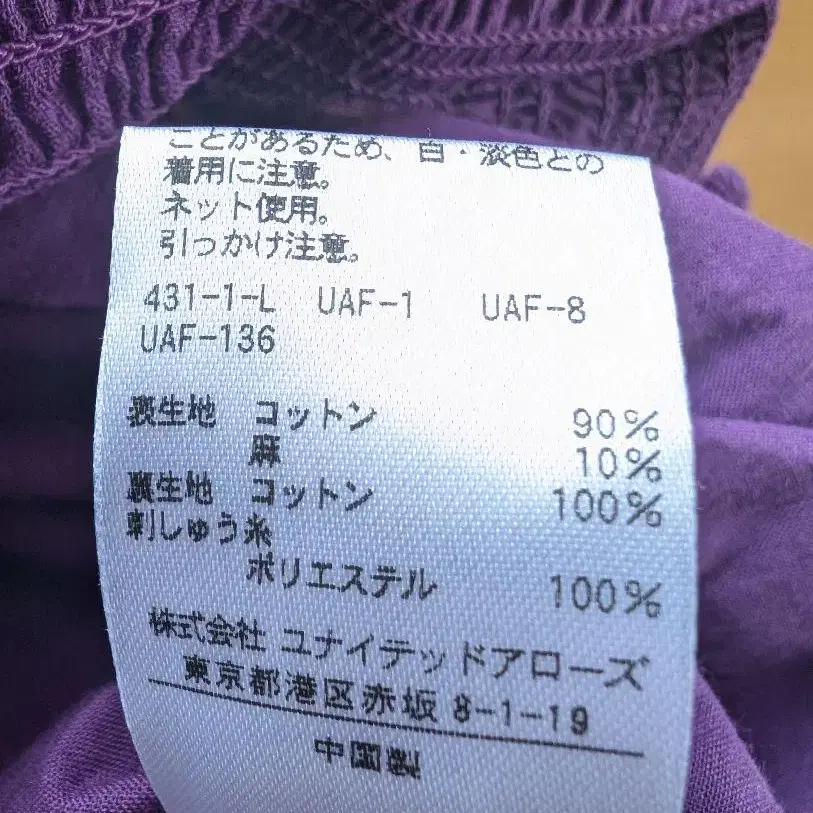 ことがあるため、白・淡色との
着用に注意。
ネット使用。
引っかけ注意。
431-1-L UAF-1 UAF-8
UAF-136
表生地 コットン 90%
麻 10%
裏生地 コットン 100%
刺しゅう糸
ポリエステル 100%
株式会社 ユナイテッドアローズ
東京都港区赤坂 8-1-19
中国製